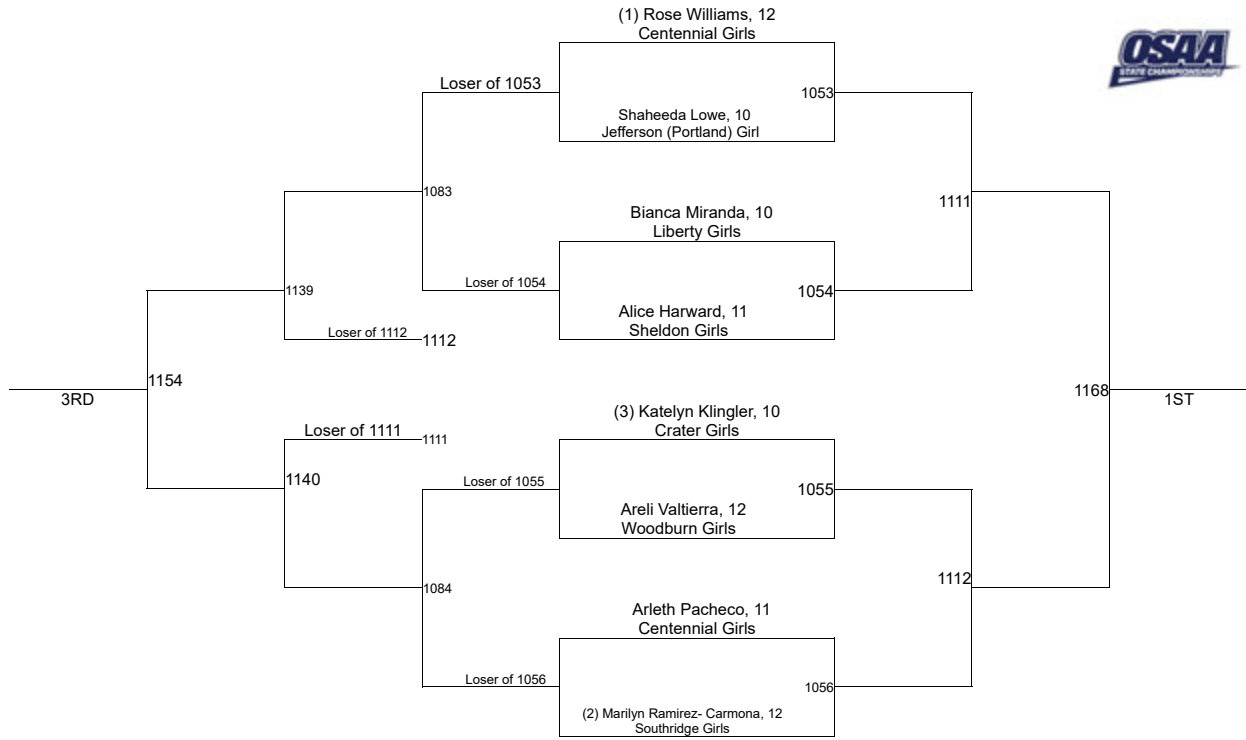 (1) Rose Williams, 12
Centennial Girls
OSAA
STATE CHAMPIONSHIPS
Loser of 1053
1053
Shaheeda Lowe, 10
Jefferson (Portland) Girl
1083
1111
Bianca Miranda, 10
Liberty Girls
Loser of 1054
1054
1139
Alice Harward, 11
Sheldon Girls
Loser of 1112
1112
1154
3RD
1168
1ST
(3) Katelyn Klingler, 10
Crater Girls
Loser of 1111
1111
1140
Loser of 1055
1055
Areli Valtierra, 12
Woodburn Girls
1084
1112
Arleth Pacheco, 11
Centennial Girls
Loser of 1056
1056
(2) Marilyn Ramirez- Carmona, 12
Southridge Girls